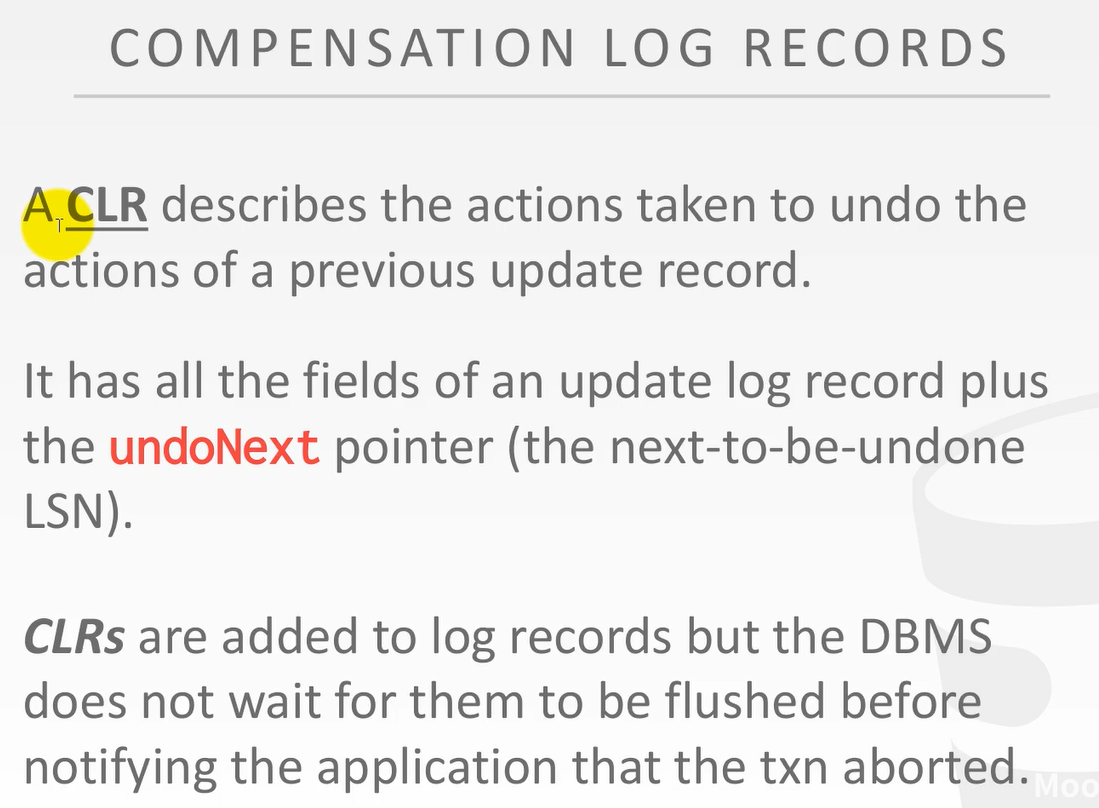 COMPENSATION LOG RECORDS
A CLR describes the actions taken to undo the
actions of a previous update record.
It has all the fields of an update log record plus
the undoNext pointer (the next-to-be-undone
LSN).
CLRs are added to log records but the DBMS
does not wait for them to be flushed before
notifying the application that the txn aborted.